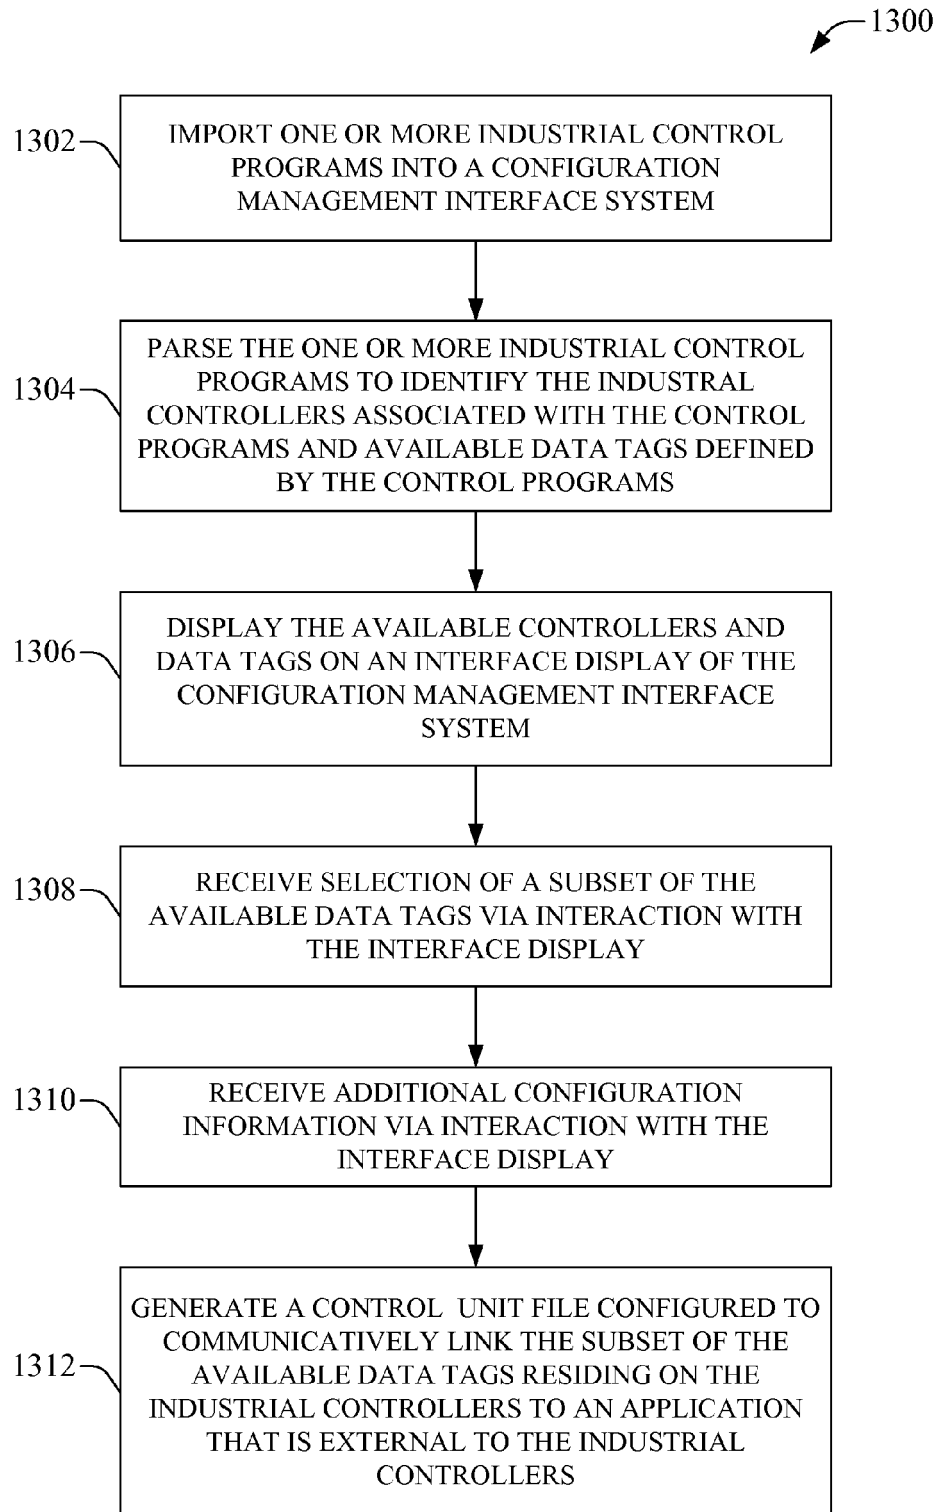 1300
1302
IMPORT ONE OR MORE INDUSTRIAL CONTROL
PROGRAMS INTO A CONFIGURATION
MANAGEMENT INTERFACE SYSTEM
1304
PARSE THE ONE OR MORE INDUSTRIAL CONTROL
PROGRAMS TO IDENTIFY THE INDUSTRAL
CONTROLLERS ASSOCIATED WITH THE CONTROL
PROGRAMS AND AVAILABLE DATA TAGS DEFINED
BY THE CONTROL PROGRAMS
1306
DISPLAY THE AVAILABLE CONTROLLERS AND
DATA TAGS ON AN INTERFACE DISPLAY OF THE
CONFIGURATION MANAGEMENT INTERFACE
SYSTEM
1308
RECEIVE SELECTION OF A SUBSET OF THE
AVAILABLE DATA TAGS VIA INTERACTION WITH
THE INTERFACE DISPLAY
1310
RECEIVE ADDITIONAL CONFIGURATION
INFORMATION VIA INTERACTION WITH THE
INTERFACE DISPLAY
1312
GENERATE A CONTROL UNIT FILE CONFIGURED TO
COMMUNICATIVELY LINK THE SUBSET OF THE
AVAILABLE DATA TAGS RESIDING ON THE
INDUSTRIAL CONTROLLERS TO AN APPLICATION
THAT IS EXTERNAL TO THE INDUSTRIAL
CONTROLLERS